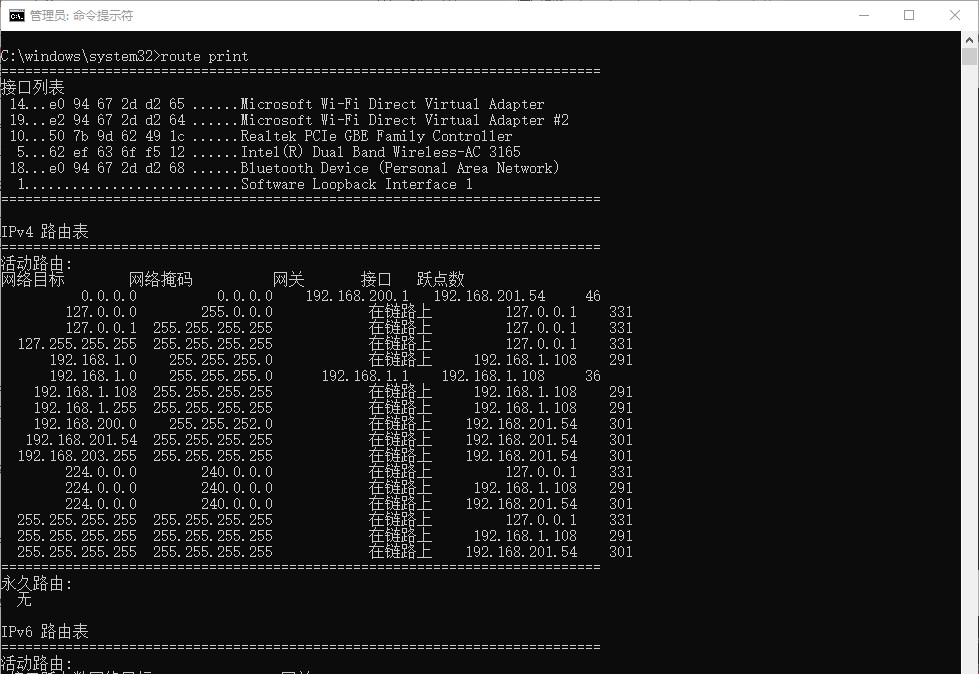 管理员: 命令提示符
C:\windows\system32>route print
===========================================================================
接口列表
 14...e0 94 67 2d d2 65 ......Microsoft Wi-Fi Direct Virtual Adapter
 19...e2 94 67 2d d2 64 ......Microsoft Wi-Fi Direct Virtual Adapter #2
 10...50 7b 9d 62 49 1c ......Realtek PCIe GBE Family Controller
  5...62 ef 63 6f f5 12 ......Intel(R) Dual Band Wireless-AC 3165
 18...e0 94 67 2d d2 68 ......Bluetooth Device (Personal Area Network)
  1...........................Software Loopback Interface 1
===========================================================================
IPv4 路由表
===========================================================================
活动路由:
网络目标        网络掩码          网关       接口   跃点数
          0.0.0.0          0.0.0.0    192.168.200.1   192.168.201.54     46
        127.0.0.0        255.0.0.0            在链路上         127.0.0.1    331
        127.0.0.1  255.255.255.255            在链路上         127.0.0.1    331
  127.255.255.255  255.255.255.255            在链路上         127.0.0.1    331
      192.168.1.0    255.255.255.0            在链路上     192.168.1.108    291
      192.168.1.0    255.255.255.0      192.168.1.1    192.168.1.108     36
    192.168.1.108  255.255.255.255            在链路上     192.168.1.108    291
    192.168.1.255  255.255.255.255            在链路上     192.168.1.108    291
    192.168.200.0    255.255.252.0            在链路上    192.168.201.54    301
   192.168.201.54  255.255.255.255            在链路上    192.168.201.54    301
  192.168.203.255  255.255.255.255            在链路上    192.168.201.54    301
        224.0.0.0        240.0.0.0            在链路上         127.0.0.1    331
        224.0.0.0        240.0.0.0            在链路上     192.168.1.108    291
        224.0.0.0        240.0.0.0            在链路上    192.168.201.54    301
  255.255.255.255  255.255.255.255            在链路上         127.0.0.1    331
  255.255.255.255  255.255.255.255            在链路上     192.168.1.108    291
  255.255.255.255  255.255.255.255            在链路上    192.168.201.54    301
===========================================================================
永久路由:
  无
IPv6 路由表
===========================================================================
活动路由: